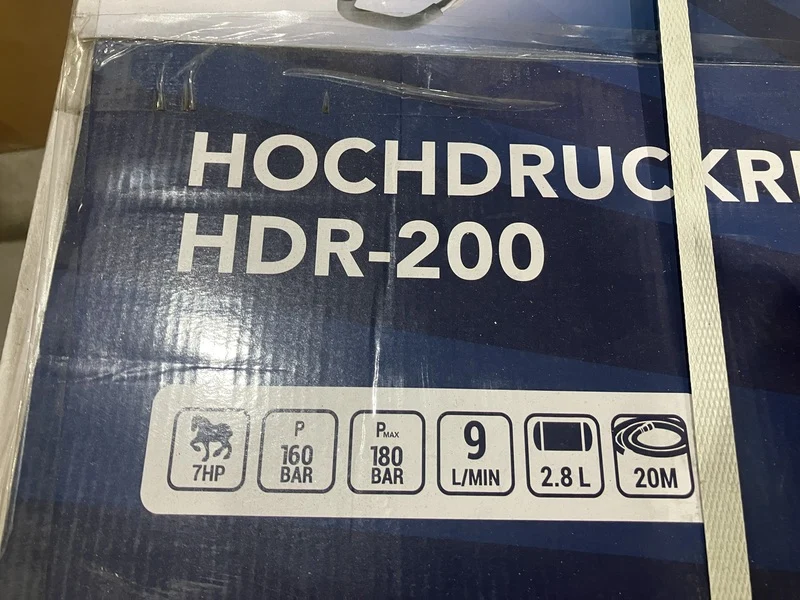 HOCHDRUCKR
HDR-200
7HP
P
160
BAR
PMAX
180
BAR
9
L/MIN
2.8 L
20M